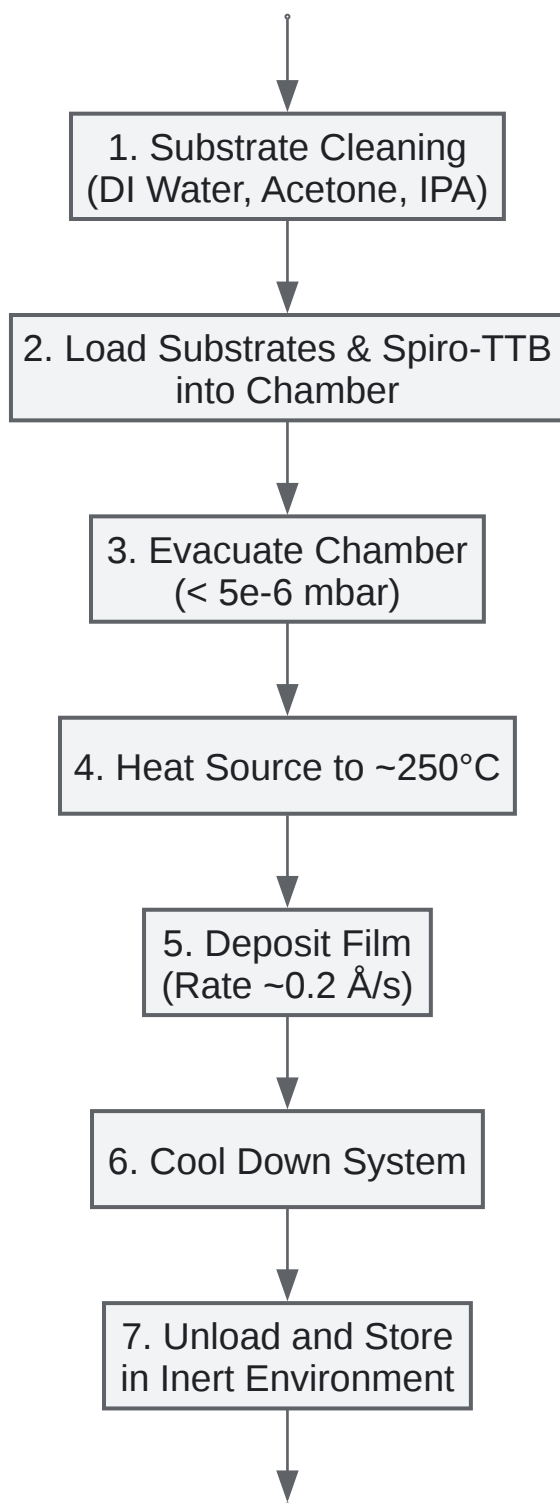 1. Substrate Cleaning
(DI Water, Acetone, IPA)
2. Load Substrates & Spiro-TTB
into Chamber
3. Evacuate Chamber
(< 5e-6 mbar)
4. Heat Source to ~250°C
5. Deposit Film
(Rate ~0.2 Å/s)
6. Cool Down System
7. Unload and Store
in Inert Environment